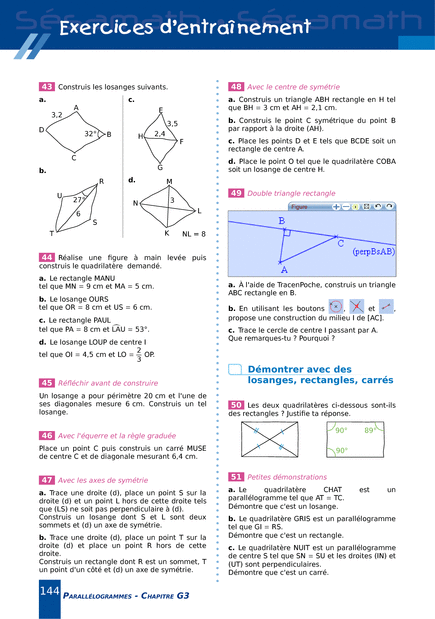 Exercices d'entraînement
43 Construis les losanges suivants.
a.
A
3,2
D
32°
B
C
b.
R
U
27°
6
S
T
c.
E
3,5
H
2,4
F
G
d.
M
N
3
L
K
NL = 8
44 Réalise une figure à main levée puis
construis le quadrilatère demandé.
a. Le rectangle MANU
tel que MN = 9 cm et MA = 5 cm.
b. Le losange OURS
tel que OR = 8 cm et US = 6 cm.
c. Le rectangle PAUL
tel que PA = 8 cm et LAU = 53°.
d. Le losange LOUP de centre I
tel que OI = 4,5 cm et LO = 2/3 OP.
45 Réfléchir avant de construire
Un losange a pour périmètre 20 cm et l'une de
ses diagonales mesure 6 cm. Construis un tel
losange.
46 Avec l'équerre et la règle graduée
Place un point C puis construis un carré MUSE
de centre C et de diagonale mesurant 6,4 cm.
47 Avec les axes de symétrie
a. Trace une droite (d), place un point S sur la
droite (d) et un point L hors de cette droite tels
que (LS) ne soit pas perpendiculaire à (d).
Construis un losange dont S et L sont deux
sommets et (d) un axe de symétrie.
b. Trace une droite (d), place un point T sur la
droite (d) et place un point R hors de cette
droite.
Construis un rectangle dont R est un sommet, T
un point d'un côté et (d) un axe de symétrie.
48 Avec le centre de symétrie
a. Construis un triangle ABH rectangle en H tel
que BH = 3 cm et AH = 2,1 cm.
b. Construis le point C symétrique du point B
par rapport à la droite (AH).
c. Place les points D et E tels que BCDE soit un
rectangle de centre A.
d. Place le point O tel que le quadrilatère COBA
soit un losange de centre H.
49 Double triangle rectangle
Figure
B
C
(perpBsAB)
A
a. À l'aide de TracenPoche, construis un triangle
ABC rectangle en B.
b. En utilisant les boutons , et ,
propose une construction du milieu I de [AC].
c. Trace le cercle de centre I passant par A.
Que remarques-tu ? Pourquoi ?
Démontrer avec des
losanges, rectangles, carrés
50 Les deux quadrilatères ci-dessous sont-ils
des rectangles ? Justifie ta réponse.
90°
89°
90°
51 Petites démonstrations
a. Le quadrilatère CHAT est un
parallélogramme tel que AT = TC.
Démontre que c'est un losange.
b. Le quadrilatère GRIS est un parallélogramme
tel que GI = RS.
Démontre que c'est un rectangle.
c. Le quadrilatère NUIT est un parallélogramme
de centre S tel que SN = SU et les droites (IN) et
(UT) sont perpendiculaires.
Démontre que c'est un carré.
144 PARALLÉLOGRAMMES - CHAPITRE G3